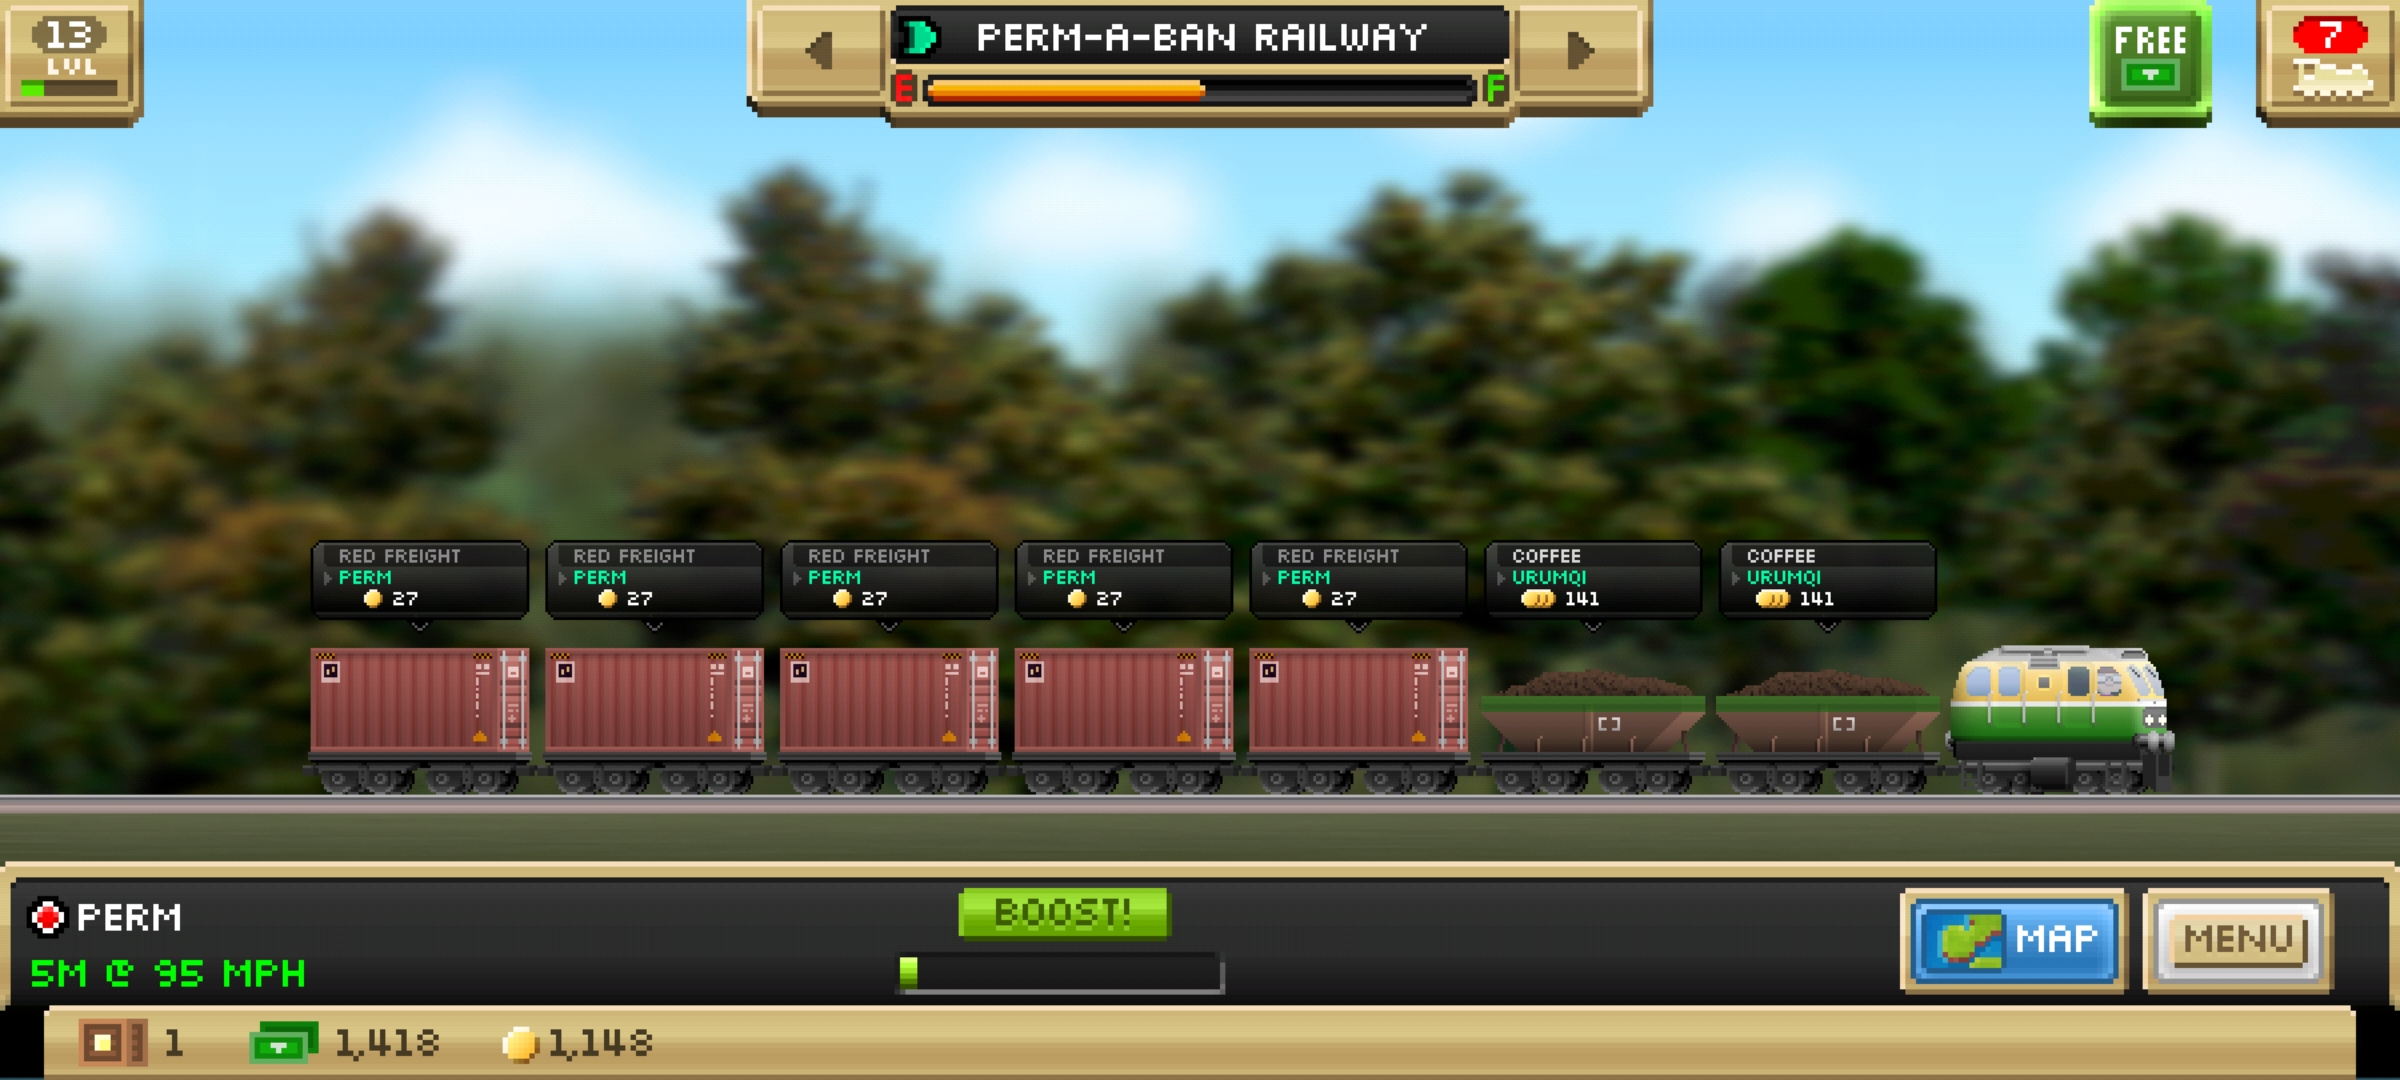 13
LVL
PERM-A-BAN RAILWAY
E F
FREE
7
RED FREIGHT
PERM
27
RED FREIGHT
PERM
27
RED FREIGHT
PERM
27
RED FREIGHT
PERM
27
RED FREIGHT
PERM
27
COFFEE
URUMQI
141
COFFEE
URUMQI
141
PERM
5M @ 95 MPH
BOOST!
MAP
MENU
1 1,418 1,148